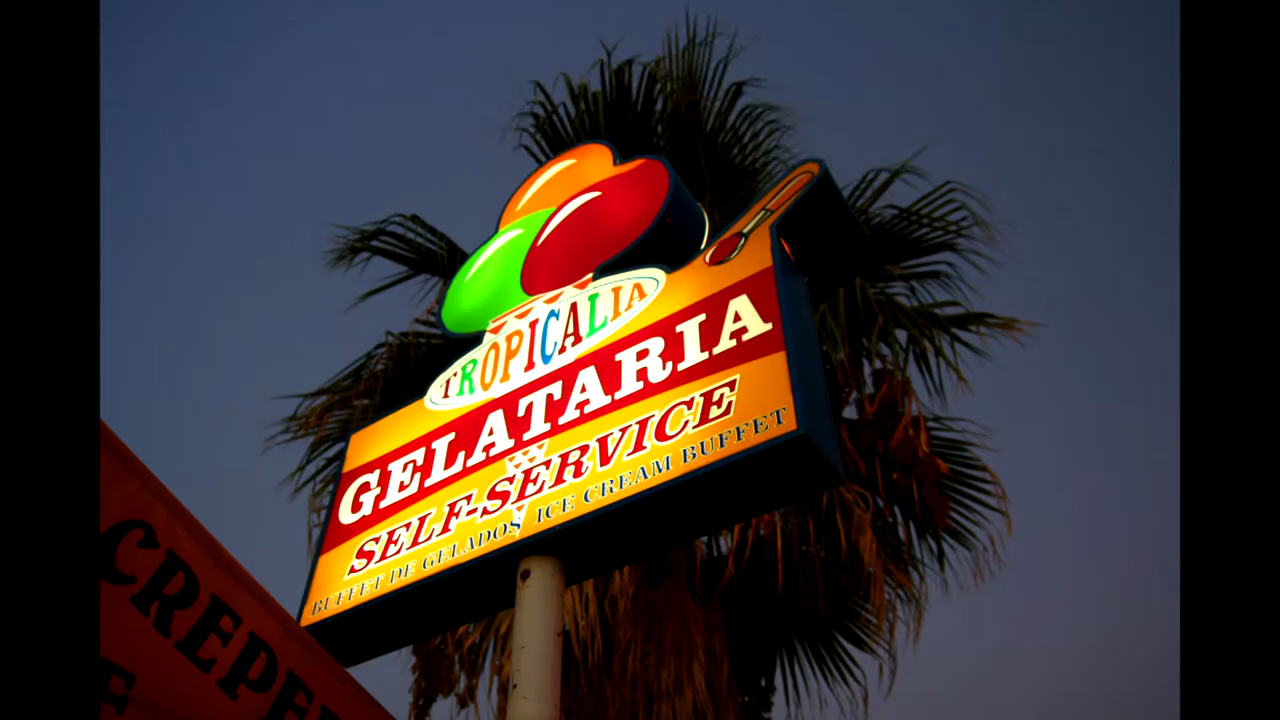 TROPICALIA
GELATARIA
SELF-SERVICE
BUFFET DE GELADOS ICE CREAM BUFFET
CREPE